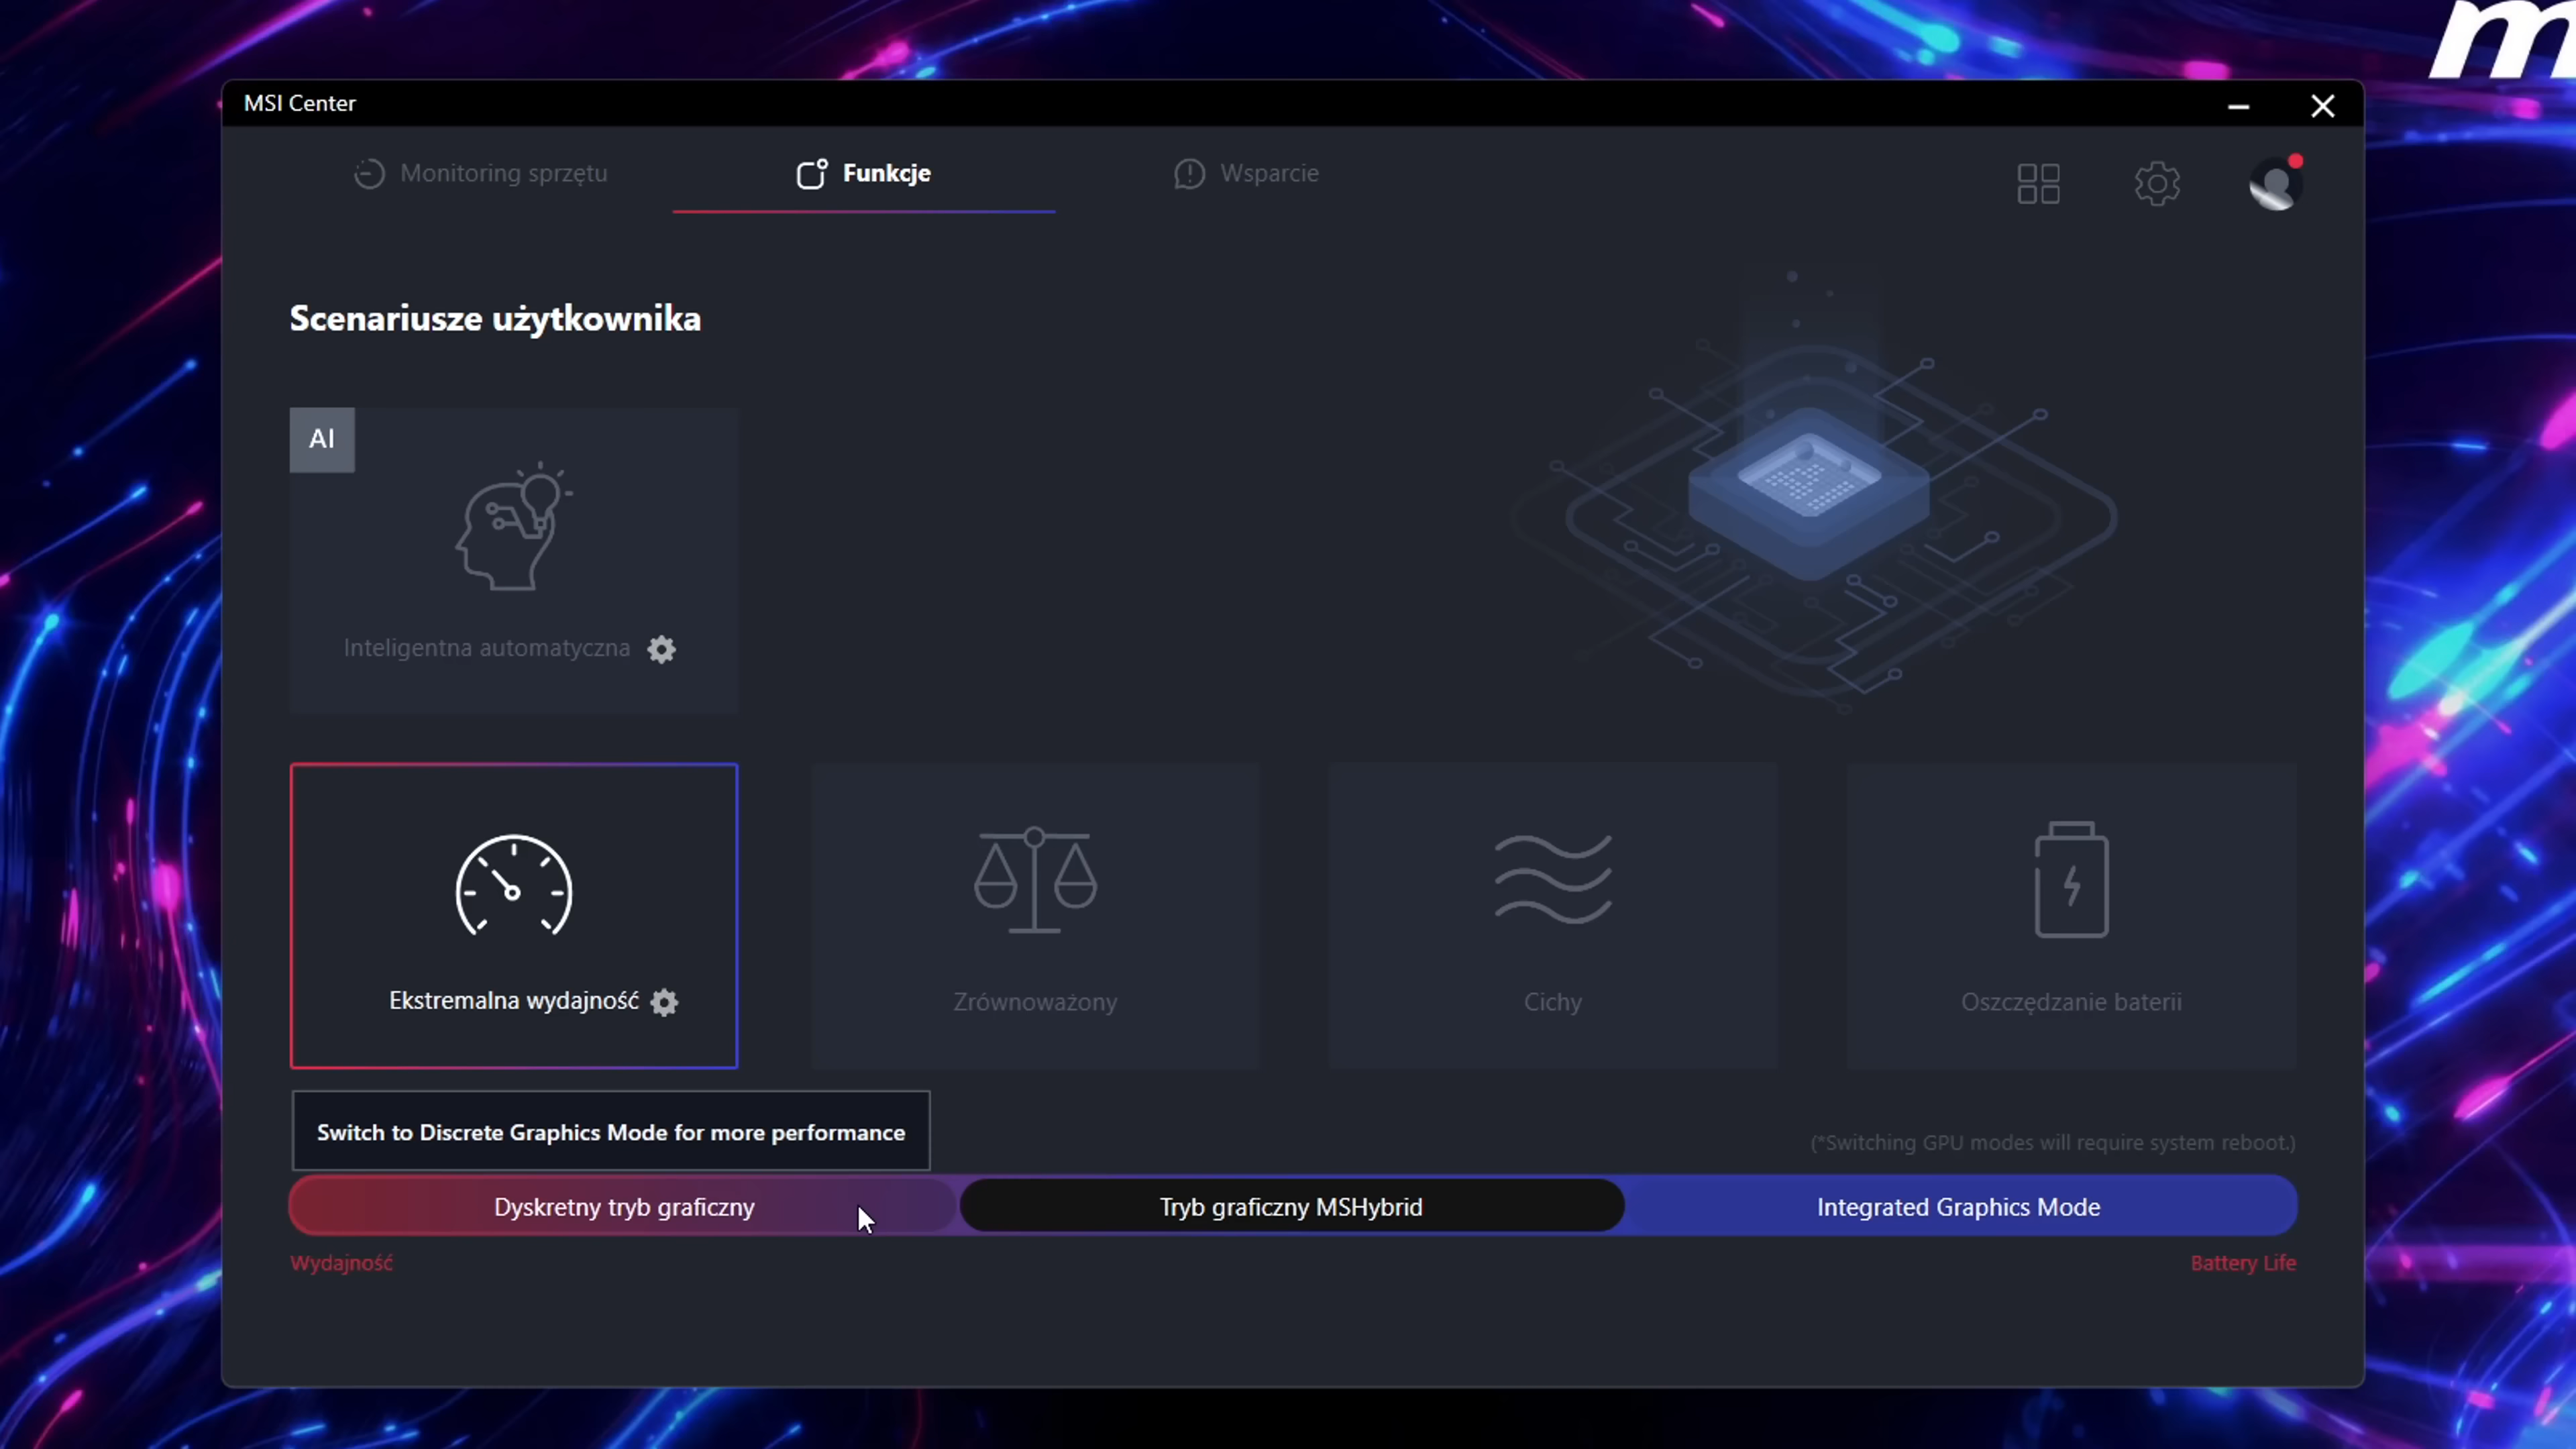 MSI Center
Monitoring sprzętu
Funkcje
Wsparcie
Scenariusze użytkownika
AI
Inteligentna automatyczna
Ekstremalna wydajność
Zrównoważony
Cichy
Oszczędzanie baterii
Switch to Discrete Graphics Mode for more performance
(*Switching GPU modes will require system reboot.)
Dyskretny tryb graficzny
Tryb graficzny MSHybrid
Integrated Graphics Mode
Wydajność
Battery Life